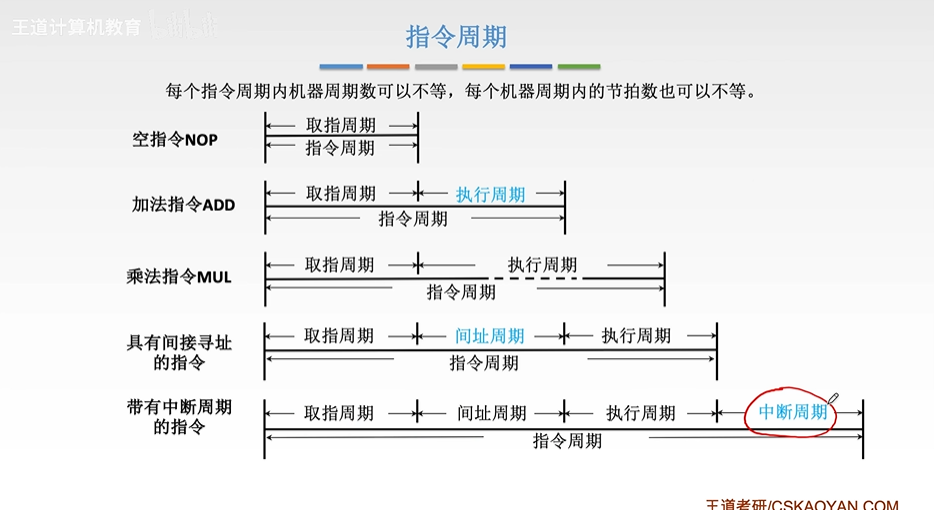 王道计算机教育
指令周期
每个指令周期内机器周期数可以不等，每个机器周期内的节拍数也可以不等。
空指令NOP
取指周期
指令周期
加法指令ADD
取指周期 执行周期
指令周期
乘法指令MUL
取指周期 执行周期
指令周期
具有间接寻址
的指令
取指周期 间址周期 执行周期
指令周期
带有中断周期
的指令
取指周期 间址周期 执行周期 中断周期
指令周期
王道考研/CSKAOYAN.COM